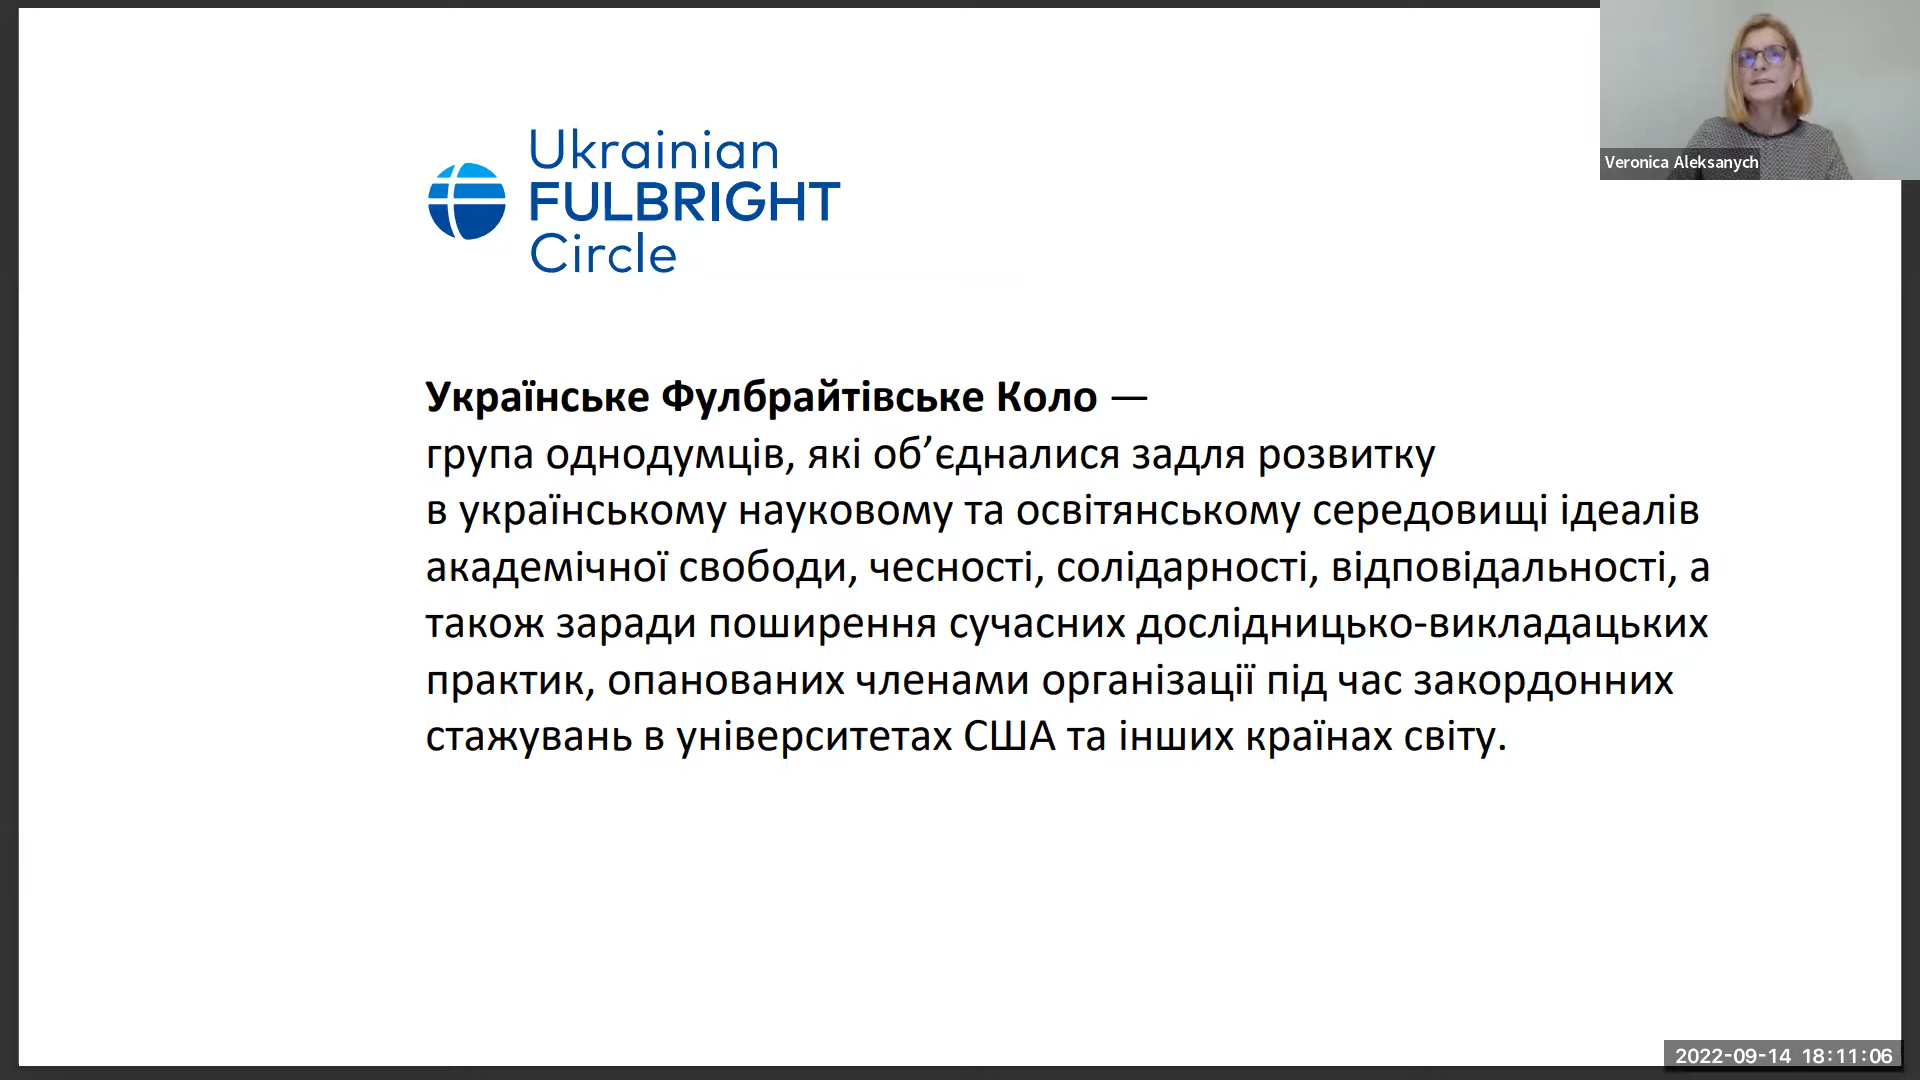 Ukrainian
FULBRIGHT
Circle
Veronica Aleksanych
Українське Фулбрайтівське Коло —
група однодумців, які об’єдналися задля розвитку
в українському науковому та освітянському середовищі ідеалів
академічної свободи, чесності, солідарності, відповідальності, а
також заради поширення сучасних дослідницько-викладацьких
практик, опанованих членами організації під час закордонних
стажувань в університетах США та інших країнах світу.
2022-09-14 18:11:06